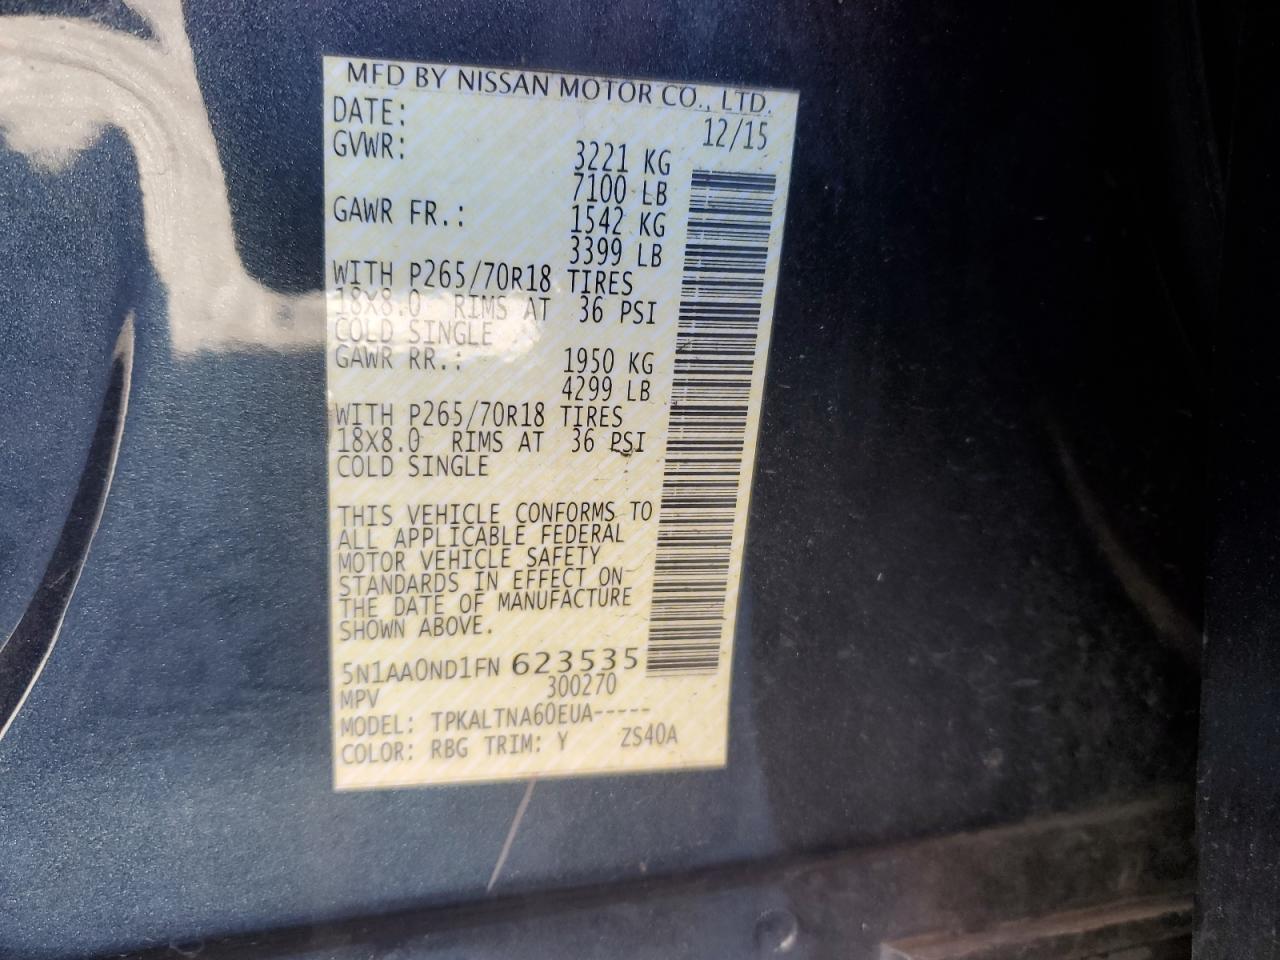 MFD BY NISSAN MOTOR CO., LTD.
DATE: 12/15
GVWR: 3221 KG
7100 LB
GAWR FR.: 1542 KG
3399 LB
WITH P265/70R18 TIRES
18X8.0 RIMS AT 36 PSI
COLD SINGLE
GAWR RR.: 1950 KG
4299 LB
WITH P265/70R18 TIRES
18X8.0 RIMS AT 36 PSI
COLD SINGLE
THIS VEHICLE CONFORMS TO
ALL APPLICABLE FEDERAL
MOTOR VEHICLE SAFETY
STANDARDS IN EFFECT ON
THE DATE OF MANUFACTURE
SHOWN ABOVE.
5N1AA0ND1FN 623535
MPV 300270
MODEL: TPKALTNA60EUA-----
COLOR: RBG TRIM: Y ZS40A